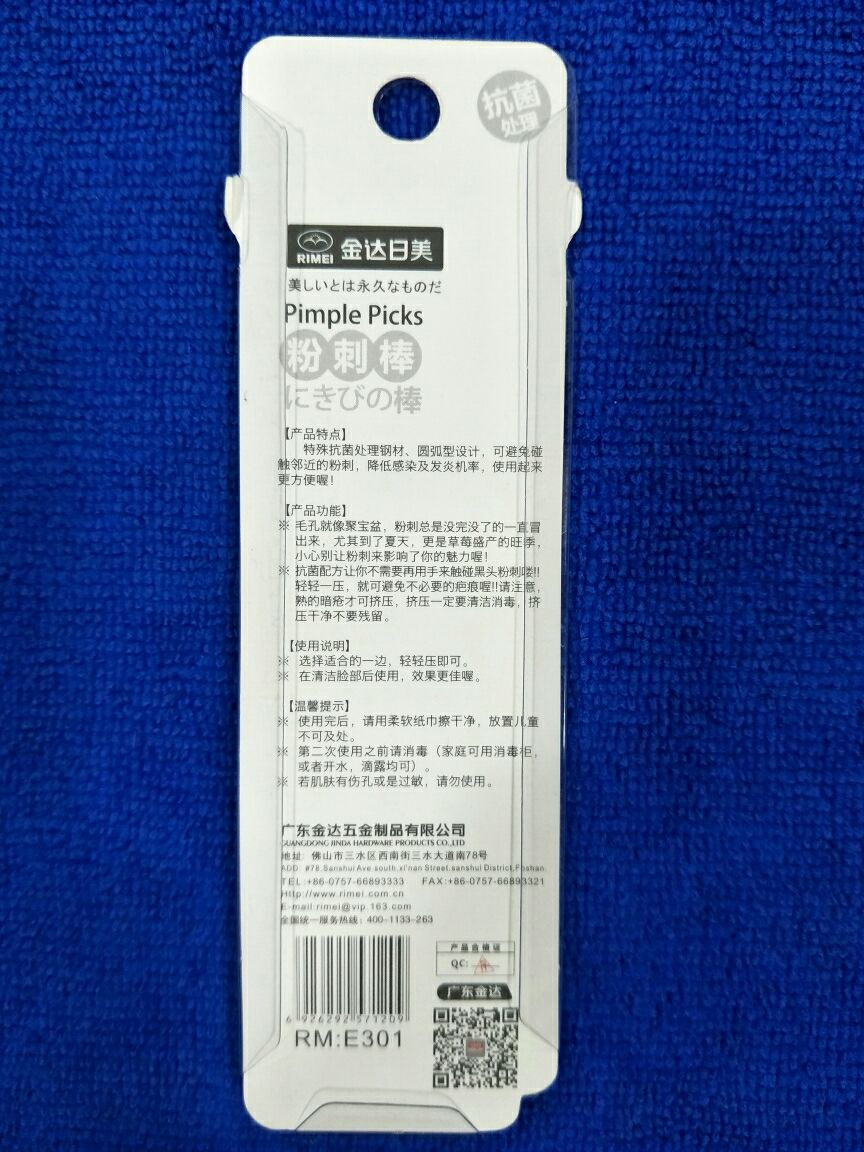 抗菌
处理
RIMEI 金达日美
美しいとは永久なものだ
Pimple Picks
粉刺棒
にきびの棒
【产品特点】
特殊抗菌处理钢材、圆弧型设计，可避免碰
触邻近的粉刺，降低感染及发炎机率，使用起来
更方便喔！
【产品功能】
※ 毛孔就像聚宝盆，粉刺总是没完没了的一直冒
出来，尤其到了夏天，更是草莓盛产的旺季，
小心别让粉刺来影响了你的魅力喔！
※ 抗菌配方让你不需要再用手来触碰黑头粉刺喽!!
轻轻一压，就可避免不必要的疤痕喔!!请注意，
熟的暗疮才可挤压，挤压一定要清洁消毒，挤
压干净不要残留。
【使用说明】
※ 选择适合的一边，轻轻压即可。
※ 在清洁脸部后使用，效果更佳喔。
【温馨提示】
※ 使用完后，请用柔软纸巾擦干净，放置儿童
不可及处。
※ 第二次使用之前请消毒（家庭可用消毒柜，
或者开水，滴露均可）。
※ 若肌肤有伤孔或是过敏，请勿使用。
广东金达五金制品有限公司
GUANGDONG JINDA HARDWARE PRODUCTS CO.,LTD
地址: 佛山市三水区西南街三水大道南78号
ADD: #78,Sanshui Ave.south,xi'nan Street,sanshui District,Foshan.
TEL:+86-0757-66893333 FAX:+86-0757-66893321
Http://www.rimei.com.cn
E-mail:rimei@vip.163.com
全国统一服务热线: 400-1133-263
产品合格证
QC:
广东金达
6 926292 571209
RM:E301